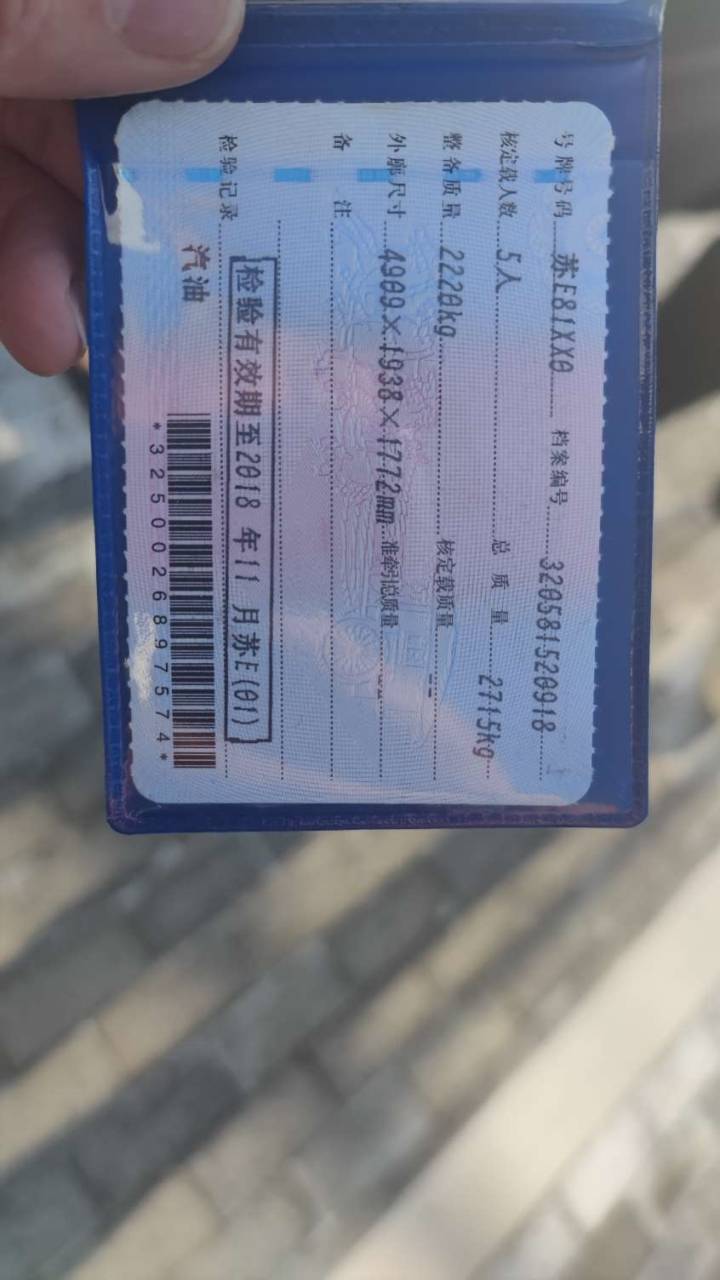 号牌号码 苏E81XX0 档案编号 320581520918
核定载人数 5人 总质量 2715kg
整备质量 2220kg 核定载质量 --
外廓尺寸 4909×1938×1772mm 准牵引总质量 --
备注
检验记录 检验有效期至2018年11月苏E(01)
汽油 *3250026897574*